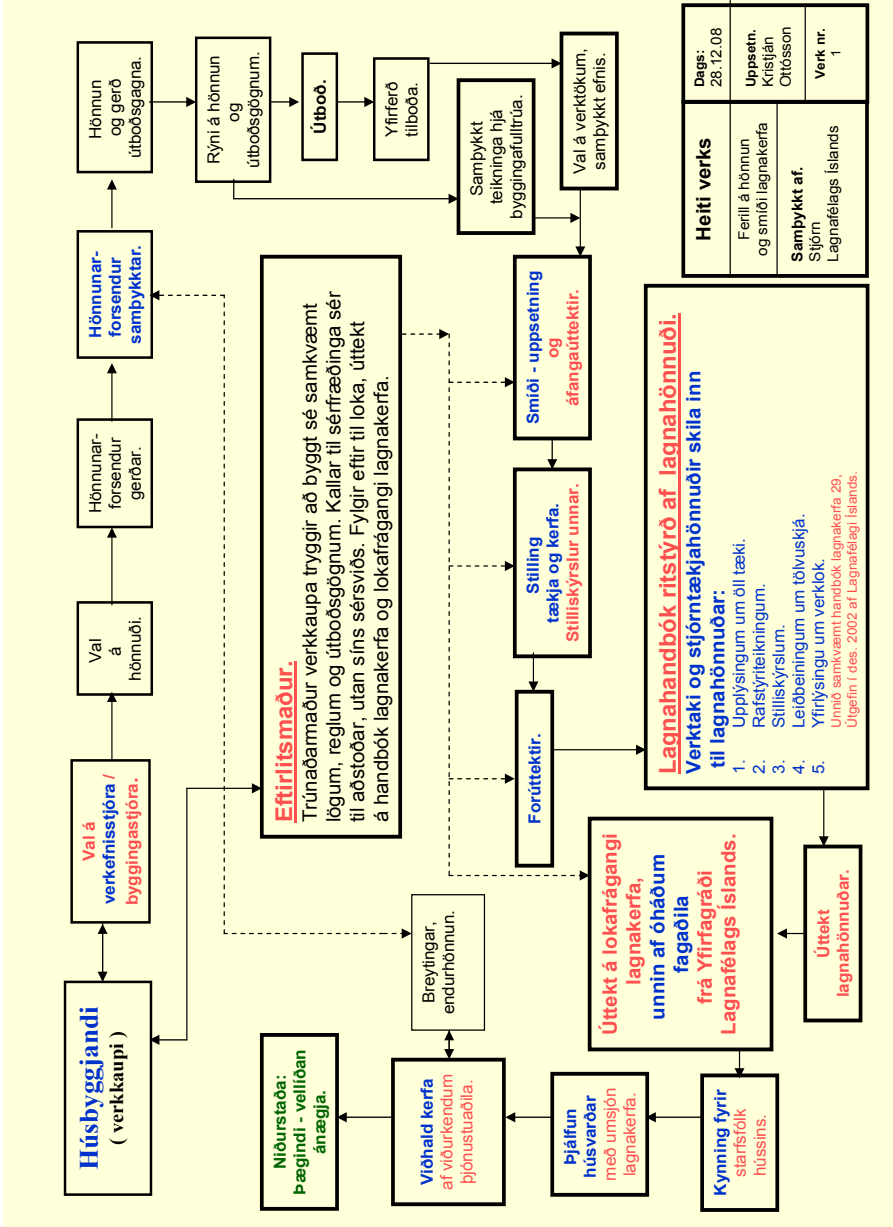 Húsbyggjandi
( verkkaupi )
Val á
verkefnisstjóra /
byggingastjóra.
Val
á
hönnuði.
Hönnunar-
forsendur
gerðar.
Hönnunar-
forsendur
samþykktar.
Hönnun
og gerð
útboðsgagna.
Rýni á hönnun
og
útboðsgögnum.
Útboð.
Yfirferð
tilboða.
Samþykkt
teikninga hjá
byggingafulltrúa.
Val á verktökum,
samþykkt efnis.
Eftirlitsmaður.
Trúnaðarmaður verkkaupa tryggir að byggt sé samkvæmt
lögum, reglum og útboðsgögnum. Kallar til sérfræðinga sér
til aðstoðar, utan síns sérsviðs. Fylgir eftir til loka, úttekt
á handbók lagnakerfa og lokafrágangi lagnakerfa.
Smíði - uppsetning
og
áfangaúttektir.
Stilling
tækja og kerfa.
Stilliskýrslur unnar.
Forúttektir.
Lagnahandbók ritstýrð af  lagnahönnuði.
Verktaki og stjórntækjahönnuðir skila inn
til lagnahönnuðar:
1. Upplýsingum um öll tæki.
2. Rafstýriteikningum.
3. Stilliskýrslum.
4. Leiðbeiningum um tölvuskjá.
5. Yfirlýsingu um verklok.
Unnið samkvæmt handbók lagnakerfa 29,
Útgefin í des. 2002 af Lagnafélagi Íslands.
Úttekt
lagnahönnuðar.
Úttekt á lokafrágangi
lagnakerfa,
unnin af óháðum
fagaðila
frá Yfirfagráði
Lagnafélags Íslands.
Kynning fyrir
starfsfólk
hússins.
Þjálfun
húsvarðar
með umsjón
lagnakerfa.
Viðhald kerfa
af viðurkendum
þjónustuaðila.
Breytingar,
endurhönnun.
Niðurstaða:
Þægindi - vellíðan
ánægja.
Heiti verks
Ferill á hönnun
og smíði lagnakerfa
Samþykkt af.
Stjórn
Lagnafélags Íslands
Dags:
28.12.08
Uppsetn.
Kristján
Ottósson
Verk nr.
1